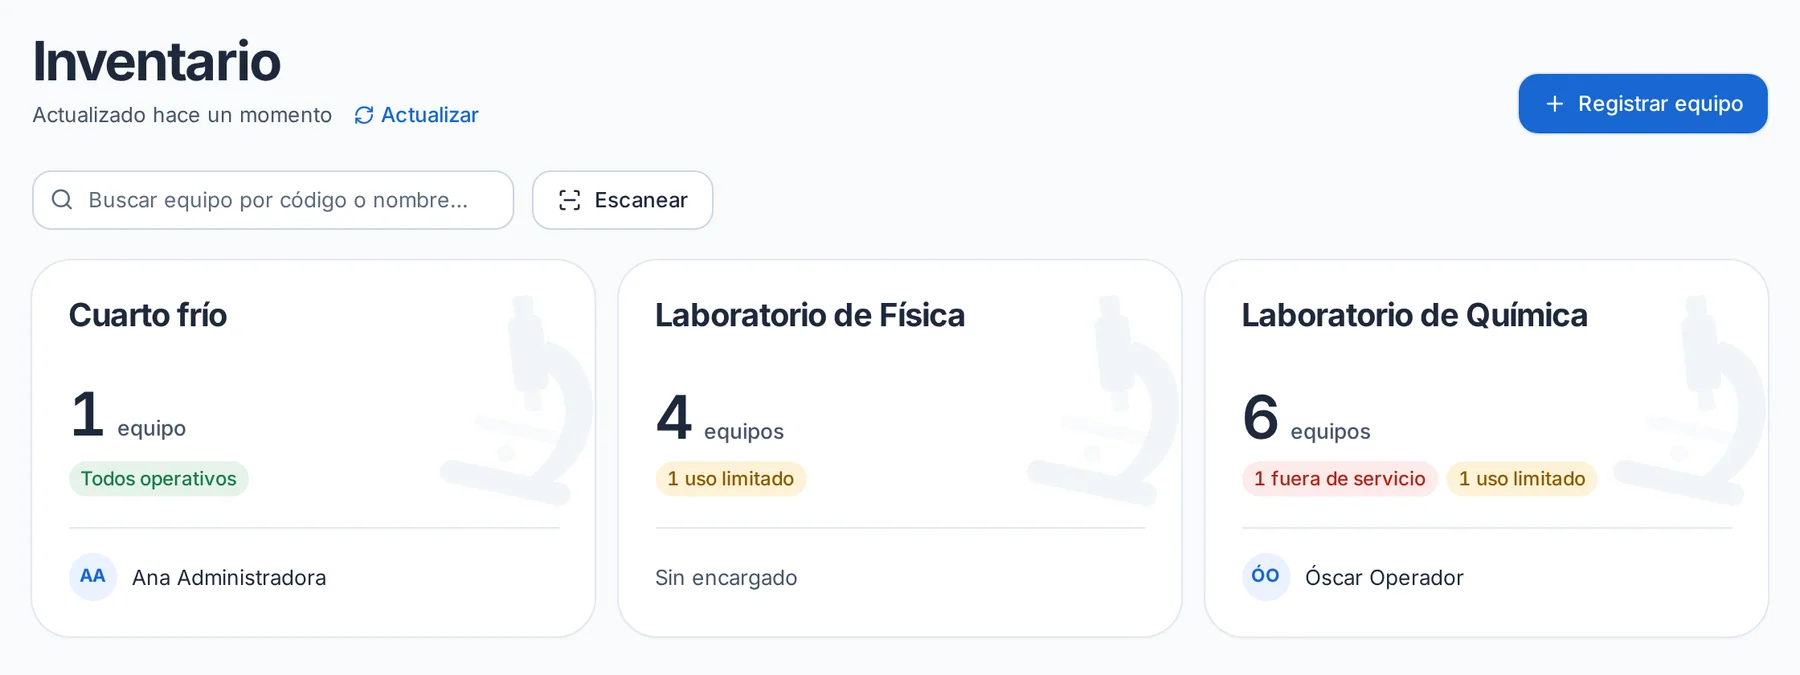 Inventario
Actualizado hace un momento Actualizar
Registrar equipo
Buscar equipo por código o nombre...
Escanear
Cuarto frío
1 equipo
Todos operativos
AA Ana Administradora
Laboratorio de Física
4 equipos
1 uso limitado
Sin encargado
Laboratorio de Química
6 equipos
1 fuera de servicio 1 uso limitado
ÓO Óscar Operador